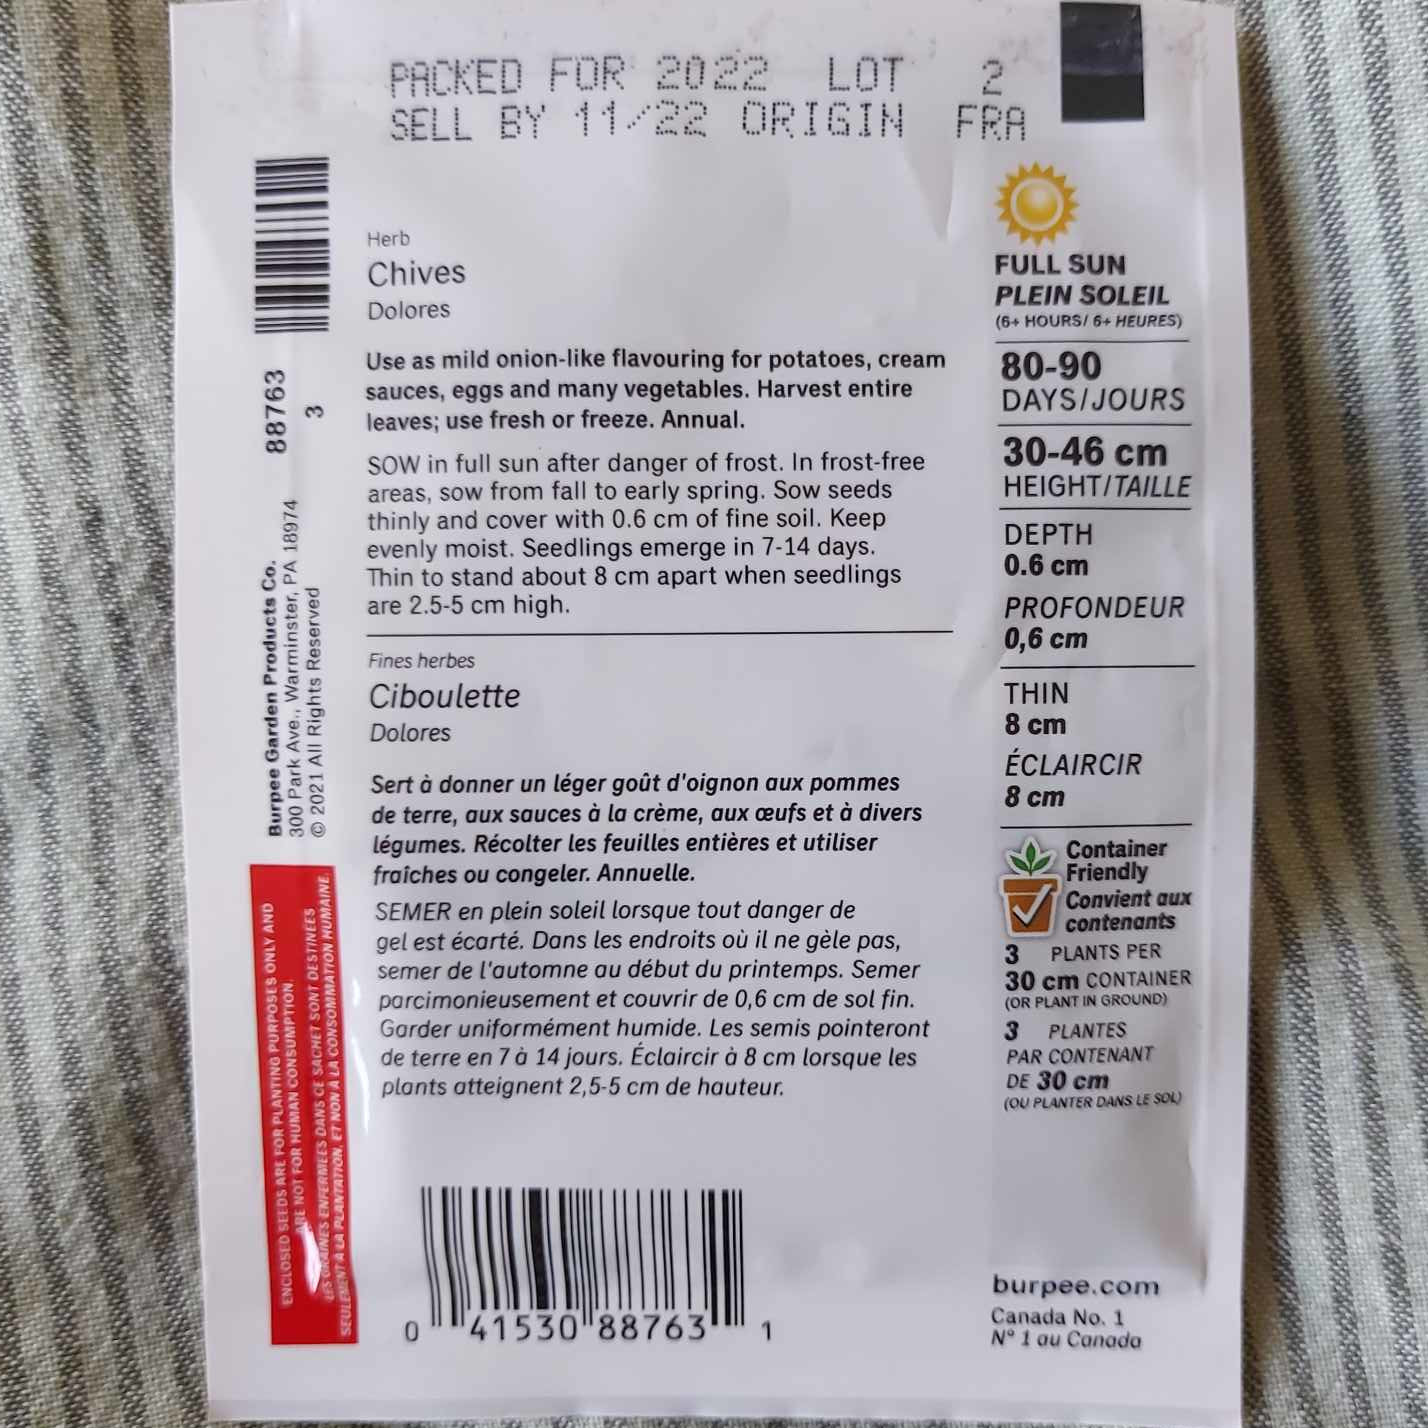 PACKED FOR 2022 LOT 2
SELL BY 11/22 ORIGIN FRA
Herb
Chives
Dolores
Use as mild onion-like flavouring for potatoes, cream
sauces, eggs and many vegetables. Harvest entire
leaves; use fresh or freeze. Annual.
SOW in full sun after danger of frost. In frost-free
areas, sow from fall to early spring. Sow seeds
thinly and cover with 0.6 cm of fine soil. Keep
evenly moist. Seedlings emerge in 7-14 days.
Thin to stand about 8 cm apart when seedlings
are 2.5-5 cm high.
Fines herbes
Ciboulette
Dolores
Sert à donner un léger goût d'oignon aux pommes
de terre, aux sauces à la crème, aux œufs et à divers
légumes. Récolter les feuilles entières et utiliser
fraîches ou congeler. Annuelle.
SEMER en plein soleil lorsque tout danger de
gel est écarté. Dans les endroits où il ne gèle pas,
semer de l'automne au début du printemps. Semer
parcimonieusement et couvrir de 0,6 cm de sol fin.
Garder uniformément humide. Les semis pointeront
de terre en 7 à 14 jours. Éclaircir à 8 cm lorsque les
plants atteignent 2,5-5 cm de hauteur.
0 41530 88763 1
FULL SUN
PLEIN SOLEIL
(6+ HOURS/ 6+ HEURES)
80-90
DAYS/JOURS
30-46 cm
HEIGHT/TAILLE
DEPTH
0.6 cm
PROFONDEUR
0,6 cm
THIN
8 cm
ÉCLAIRCIR
8 cm
Container
Friendly
Convient aux
contenants
3 PLANTS PER
30 cm CONTAINER
(OR PLANT IN GROUND)
3 PLANTES
PAR CONTENANT
DE 30 cm
(OU PLANTER DANS LE SOL)
burpee.com
Canada No. 1
N° 1 au Canada
88763
3
Burpee Garden Products Co.
300 Park Ave., Warminster, PA 18974
© 2021 All Rights Reserved
ENCLOSED SEEDS ARE FOR PLANTING PURPOSES ONLY AND
ARE NOT FOR HUMAN CONSUMPTION.
LES GRAINES ENFERMÉES DANS CE SACHET SONT DESTINÉES
SEULEMENT À LA PLANTATION, ET NON À LA CONSOMMATION HUMAINE.